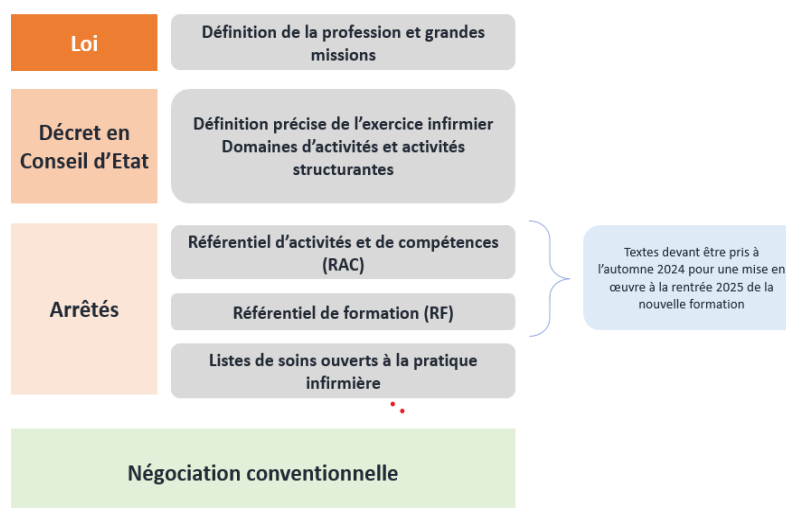 Loi
Définition de la profession et grandes
missions
Décret en
Conseil d’Etat
Définition précise de l’exercice infirmier
Domaines d’activités et activités
structurantes
Arrêtés
Référentiel d’activités et de compétences
(RAC)
Référentiel de formation (RF)
Listes de soins ouverts à la pratique
infirmière
Textes devant être pris à
l’automne 2024 pour une mise en
œuvre à la rentrée 2025 de la
nouvelle formation
Négociation conventionnelle